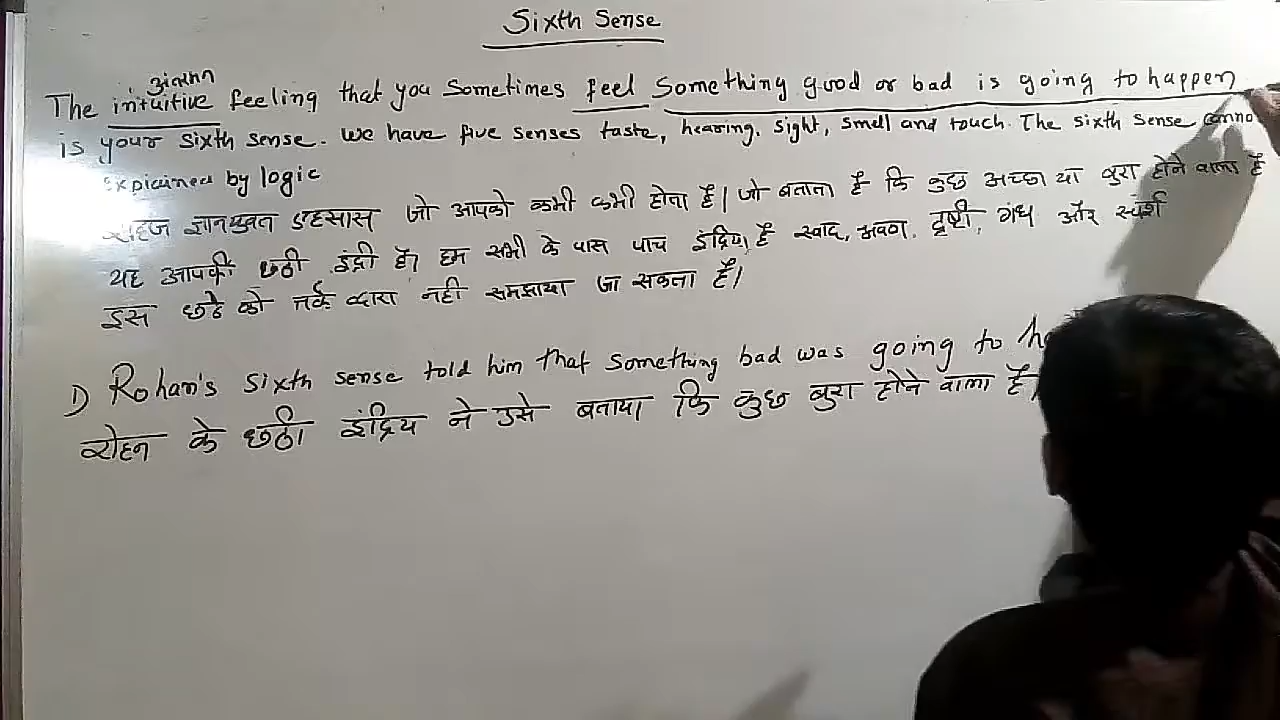 Sixth Sense
The intuitive feeling that you Sometimes feel Something good or bad is going to happen
is your sixth sense. We have five senses taste, hearing, sight, smell and touch. The sixth sense
explained by logic
सहज ज्ञानयुक्त एहसास जो आपको कभी कभी होता है। जो बताता है कि कुछ अच्छा या बुरा होने वाला है
यह आपकी छठी इंद्री है। हम सभी के पास पाच इंद्रिय है स्वाद, श्रवण, दृष्टी, गंध और स्पर्श
इस छठे को तर्क द्वारा नही समझाया जा सकता है।
1) Rohan's sixth sense told him that something bad was going to
रोहन के छठी इंद्रिय ने उसे बताया कि कुछ बुरा होने वाला है।